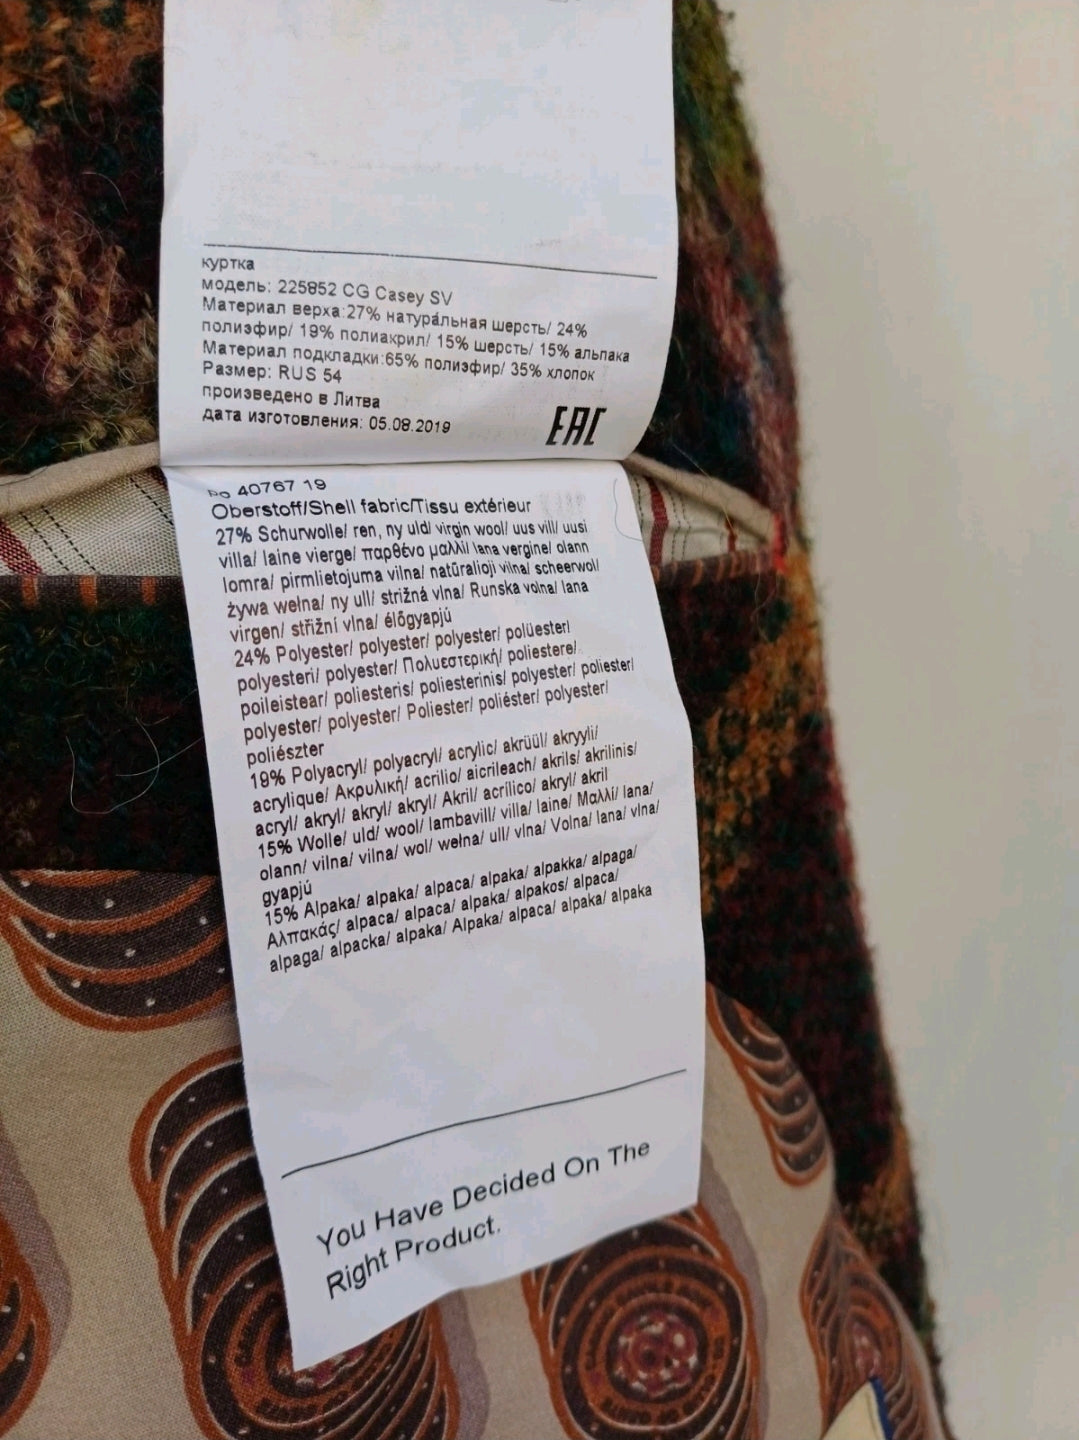 куртка
модель: 225852 CG Casey SV
Материал верха:27% натура́льная шерсть/ 24%
полиэфир/ 19% полиакрил/ 15% шерсть/ 15% альпака
Материал подкладки:65% полиэфир/ 35% хлопок
Размер: RUS 54
произведено в Литва
дата изготовления: 05.08.2019
EAC
Po 40767 19
Oberstoff/Shell fabric/Tissu extérieur
27% Schurwolle/ ren, ny uld/ virgin wool/ uus vill/ uusi
villa/ laine vierge/ παρθένο μαλλί/ lana vergine/ olann
lomra/ pirmlietojuma vilna/ natūralioji vilna/ scheerwol/
żywa wełna/ ny ull/ strižná vlna/ Runska volna/ lana
virgen/ střižní vlna/ élőgyapjú
24% Polyester/ polyester/ polyester/ polüester/
polyesteri/ polyester/ Πολυεστερική/ poliestere/
poileistear/ poliesteris/ poliesterinis/ polyester/ poliester/
polyester/ polyester/ Poliester/ poliéster/ polyester/
poliészter
19% Polyacryl/ polyacryl/ acrylic/ akrüül/ akryyli/
acrylique/ Ακρυλική/ acrilio/ aicrileach/ akrils/ akrilinis/
acryl/ akryl/ akryl/ akryl/ Akril/ acrílico/ akryl/ akril
15% Wolle/ uld/ wool/ lambavill/ villa/ laine/ Μαλλί/ lana/
olann/ vilna/ vilna/ wol/ wełna/ ull/ vlna/ Volna/ lana/ vlna/
gyapjú
15% Alpaka/ alpaka/ alpaca/ alpaka/ alpakka/ alpaga/
Αλπακάς/ alpaca/ alpaca/ alpaka/ alpakos/ alpaca/
alpaga/ alpacka/ alpaka/ Alpaka/ alpaca/ alpaka/ alpaka
You Have Decided On The
Right Product.